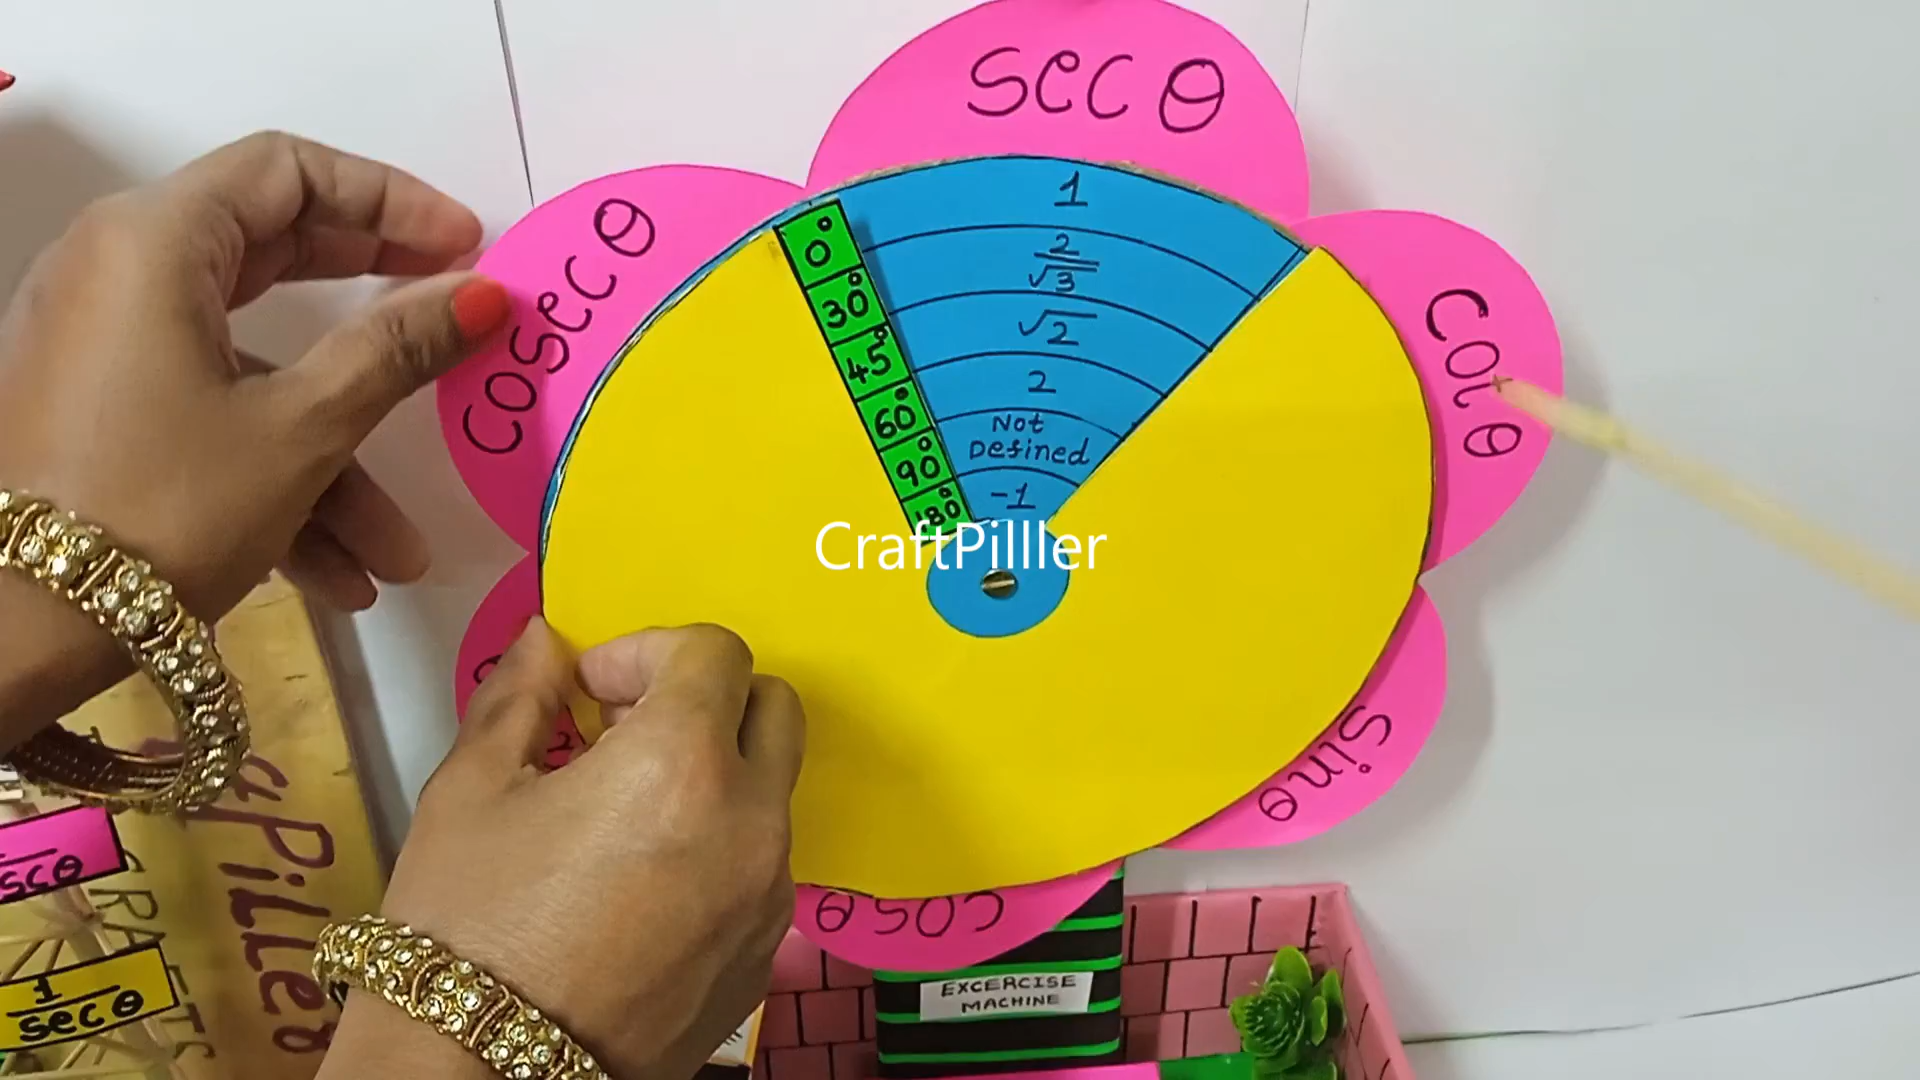 sec θ
cosec θ
cot θ
1
2
√3
√2
2
Not
Defined
-1
0°
30°
45°
60°
90°
180°
CraftPilller
sin θ
cos θ
EXCERCISE
MACHINE
1
sec θ